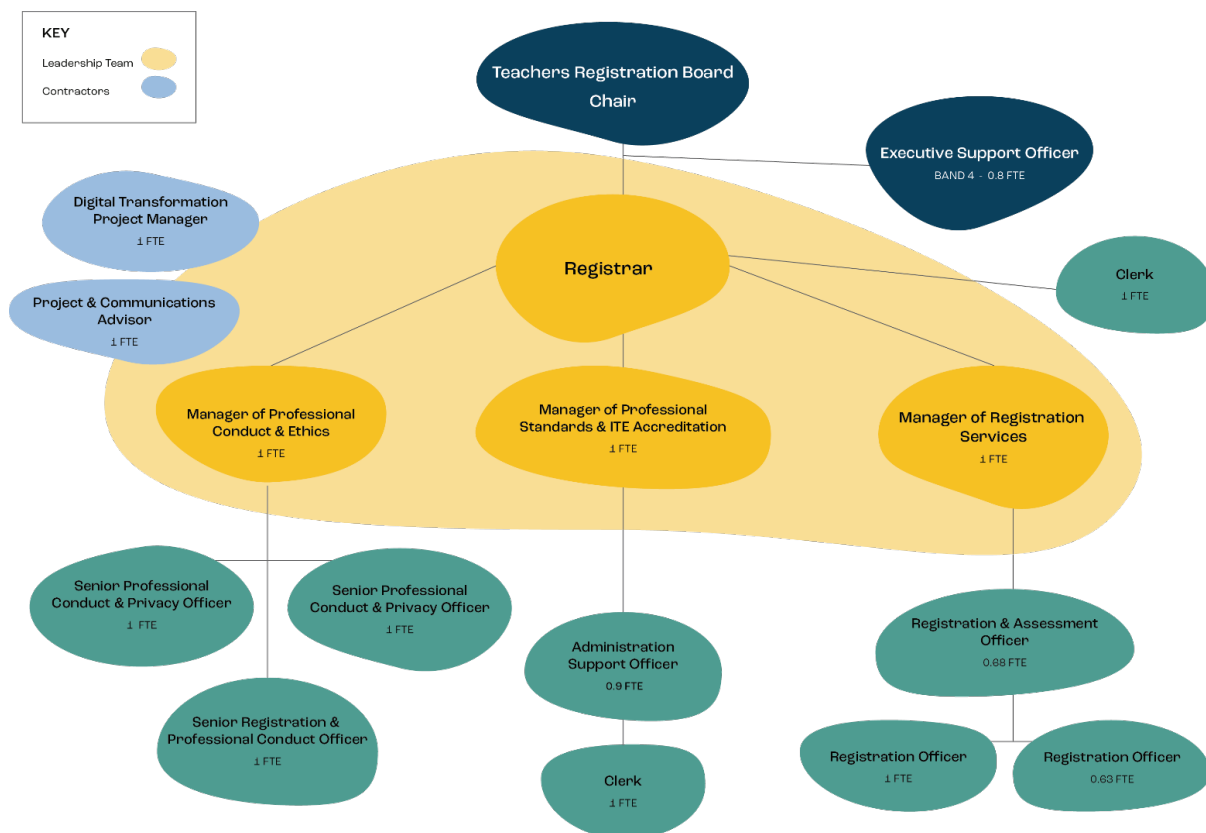 KEY
Leadership Team
Contractors
Teachers Registration Board
Chair
Executive Support Officer
BAND 4 - 0.8 FTE
Digital Transformation
Project Manager
1 FTE
Project & Communications
Advisor
1 FTE
Registrar
Clerk
1 FTE
Manager of Professional
Conduct & Ethics
1 FTE
Manager of Professional
Standards & ITE Accreditation
1 FTE
Manager of Registration
Services
1 FTE
Senior Professional
Conduct & Privacy Officer
1 FTE
Senior Professional
Conduct & Privacy Officer
1 FTE
Senior Registration &
Professional Conduct Officer
1 FTE
Administration
Support Officer
0.9 FTE
Clerk
1 FTE
Registration & Assessment
Officer
0.68 FTE
Registration Officer
1 FTE
Registration Officer
0.63 FTE